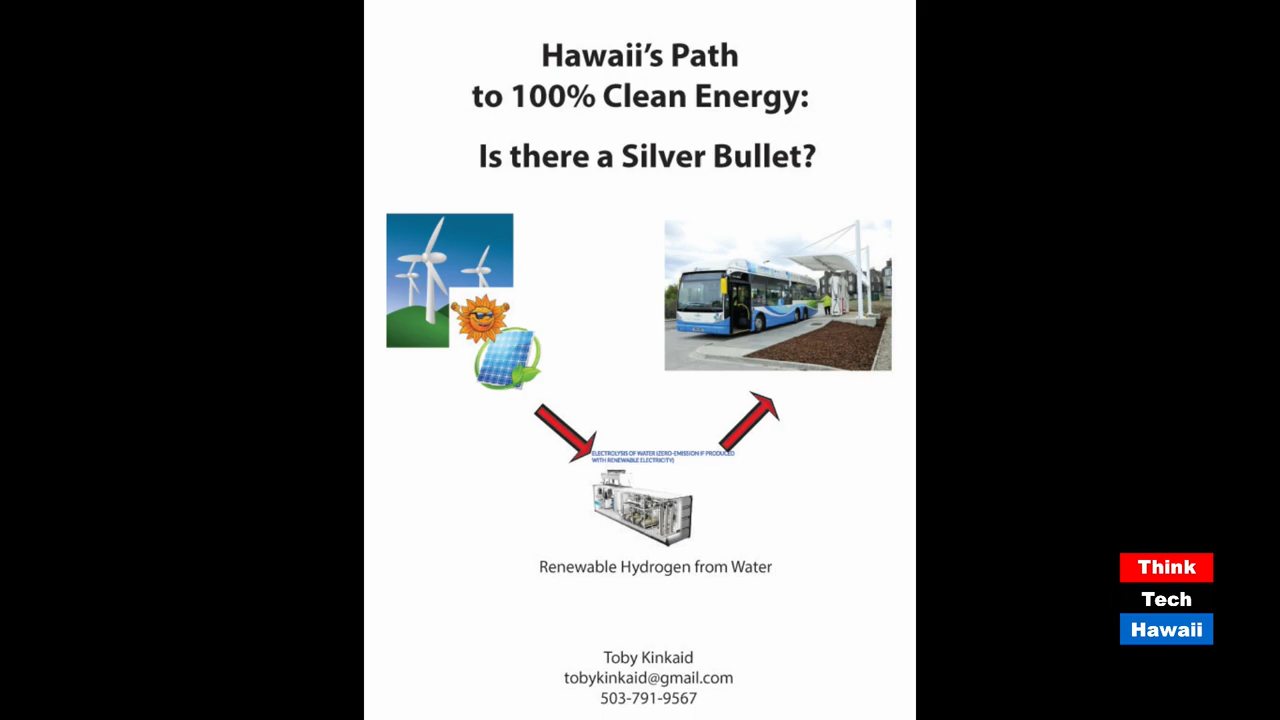 Hawaii's Path
to 100% Clean Energy:
Is there a Silver Bullet?
ELECTROLYSIS OF WATER (ZERO-EMISSION IF PRODUCED
WITH RENEWABLE ELECTRICITY)
Renewable Hydrogen from Water
Toby Kinkaid
tobykinkaid@gmail.com
503-791-9567
Think
Tech
Hawaii